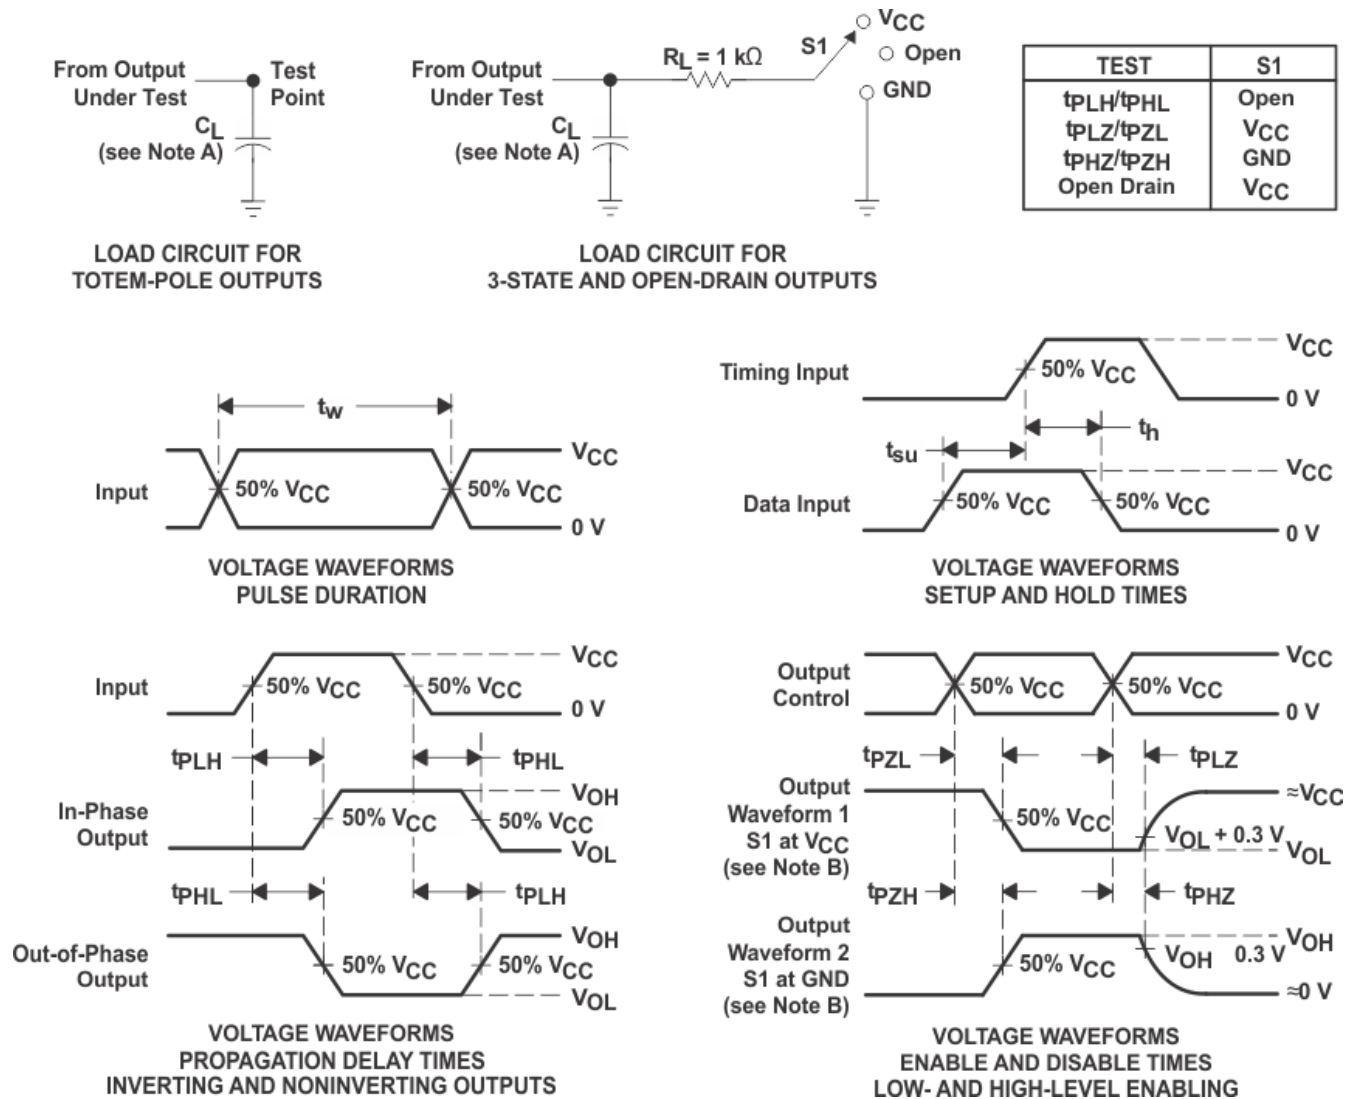 From Output
Under Test
Test
Point
CL
(see Note A)
LOAD CIRCUIT FOR
TOTEM-POLE OUTPUTS
From Output
Under Test
CL
(see Note A)
RL = 1 kΩ
S1
VCC
Open
GND
LOAD CIRCUIT FOR
3-STATE AND OPEN-DRAIN OUTPUTS
TEST S1
tPLH/tPHL Open
tPLZ/tPZL VCC
tPHZ/tPZH GND
Open Drain VCC
tw
Input
50% VCC
50% VCC
VCC
0 V
VOLTAGE WAVEFORMS
PULSE DURATION
Timing Input
50% VCC
VCC
0 V
tsu
th
Data Input
50% VCC
50% VCC
VCC
0 V
VOLTAGE WAVEFORMS
SETUP AND HOLD TIMES
Input
50% VCC
50% VCC
VCC
0 V
tPLH
tPHL
In-Phase
Output
50% VCC
50% VCC
VOH
VOL
tPHL
tPLH
Out-of-Phase
Output
50% VCC
50% VCC
VOH
VOL
VOLTAGE WAVEFORMS
PROPAGATION DELAY TIMES
INVERTING AND NONINVERTING OUTPUTS
Output
Control
50% VCC
50% VCC
VCC
0 V
tPZL
tPLZ
Output
Waveform 1
S1 at VCC
(see Note B)
50% VCC
VOL + 0.3 V
≈VCC
VOL
tPZH
tPHZ
Output
Waveform 2
S1 at GND
(see Note B)
50% VCC
VOH 0.3 V
VOH
≈0 V
VOLTAGE WAVEFORMS
ENABLE AND DISABLE TIMES
LOW- AND HIGH-LEVEL ENABLING